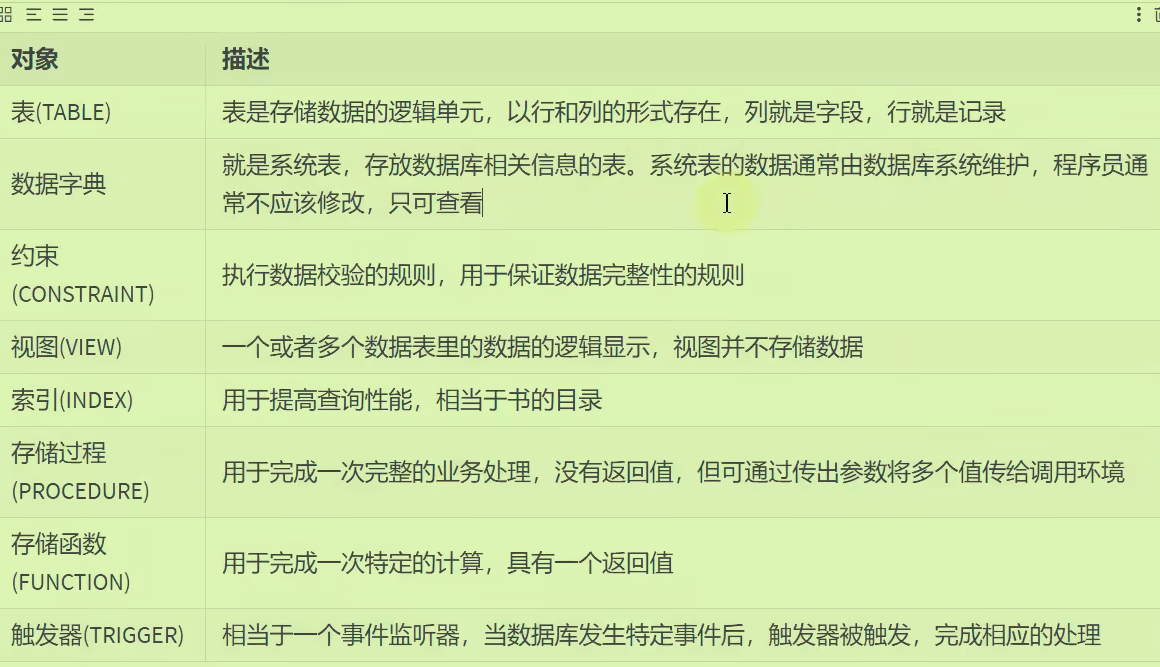 对象
描述
表(TABLE)
表是存储数据的逻辑单元，以行和列的形式存在，列就是字段，行就是记录
数据字典
就是系统表，存放数据库相关信息的表。系统表的数据通常由数据库系统维护，程序员通
常不应该修改，只可查看
约束
(CONSTRAINT)
执行数据校验的规则，用于保证数据完整性的规则
视图(VIEW)
一个或者多个数据表里的数据的逻辑显示，视图并不存储数据
索引(INDEX)
用于提高查询性能，相当于书的目录
存储过程
(PROCEDURE)
用于完成一次完整的业务处理，没有返回值，但可通过传出参数将多个值传给调用环境
存储函数
(FUNCTION)
用于完成一次特定的计算，具有一个返回值
触发器(TRIGGER)
相当于一个事件监听器，当数据库发生特定事件后，触发器被触发，完成相应的处理